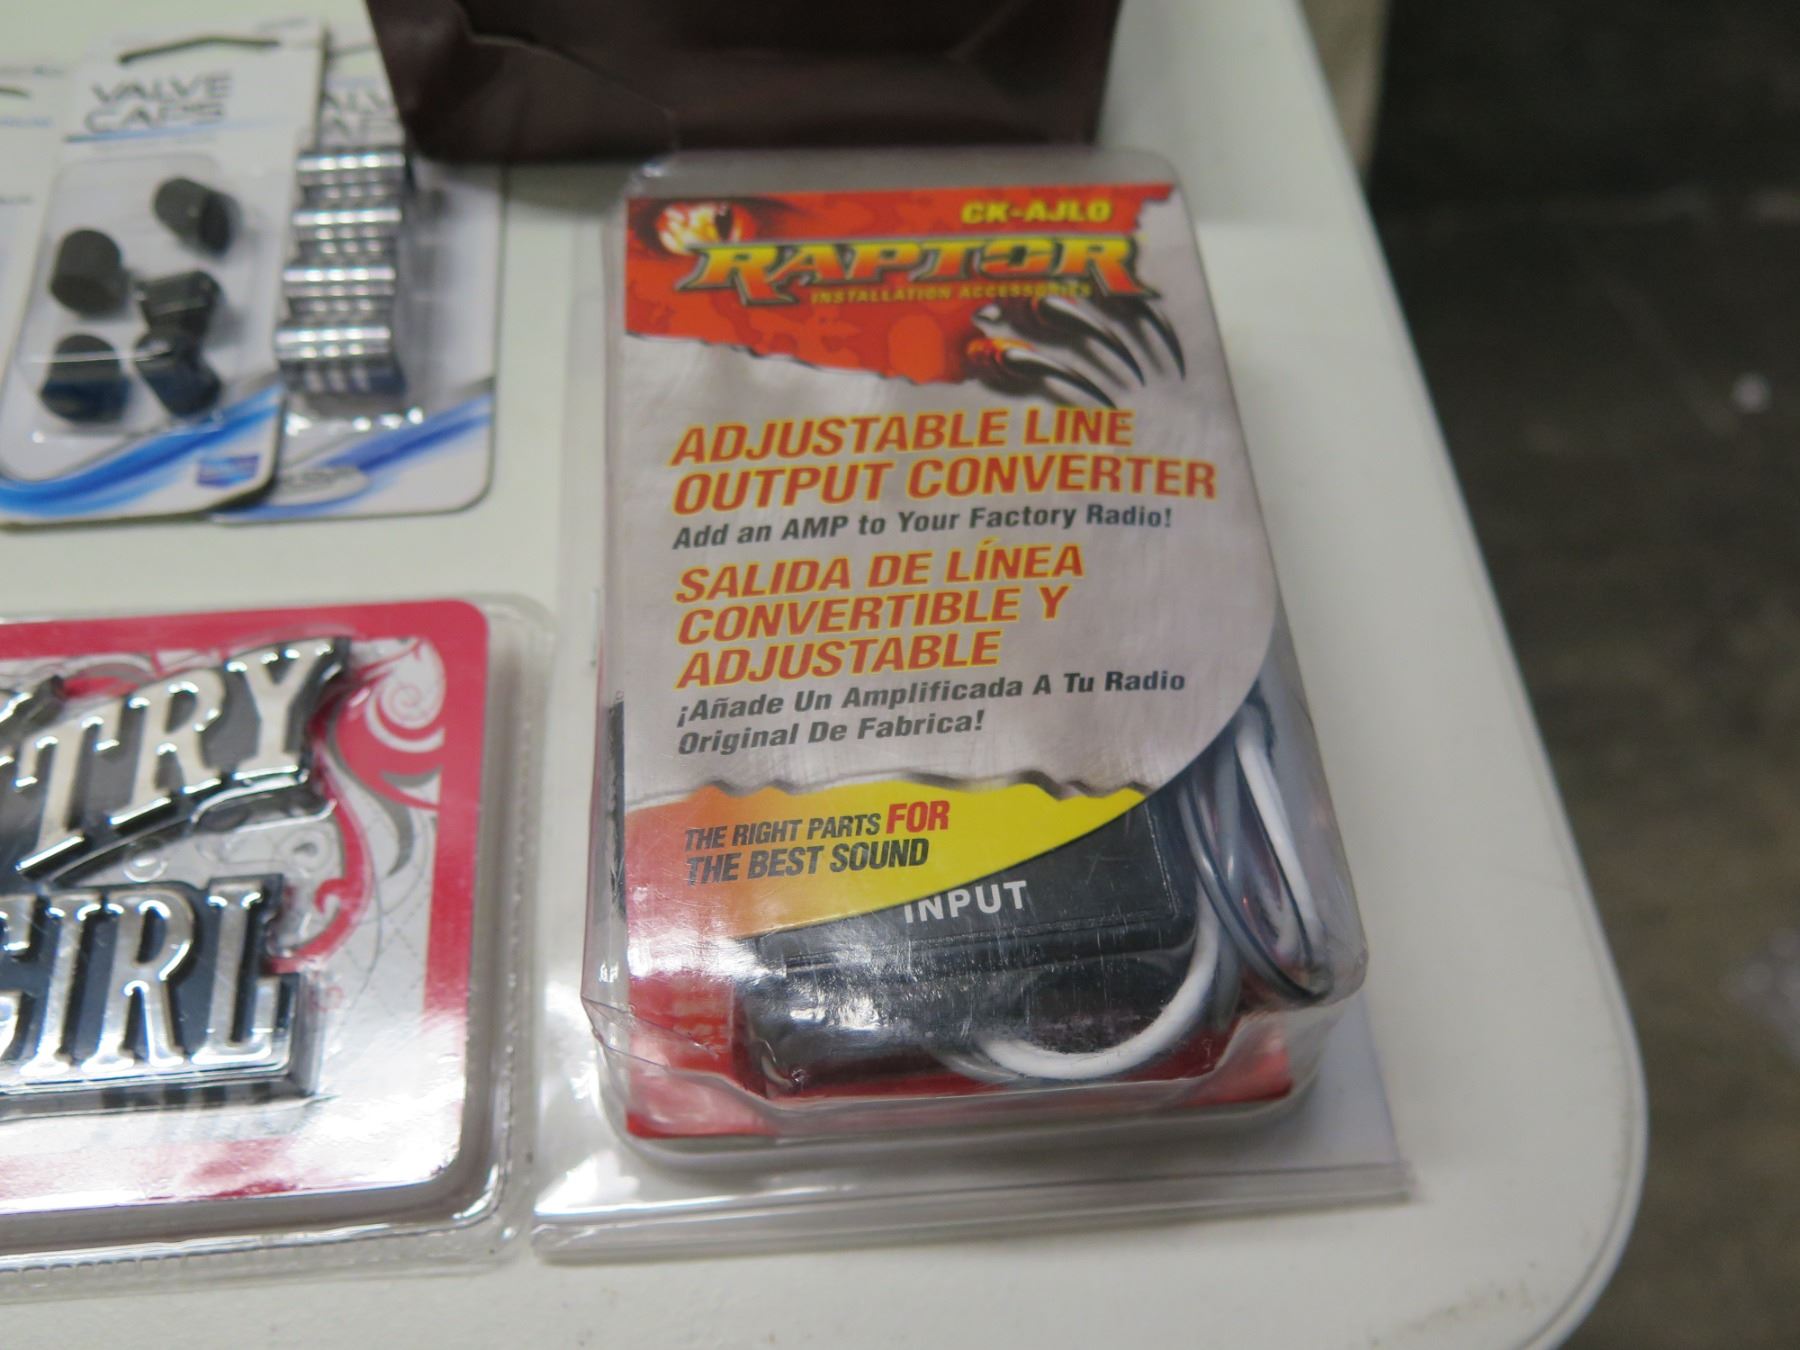 VALVE
CAPS
CK-AJLO
RAPTOR
INSTALLATION ACCESSORIES
ADJUSTABLE LINE
OUTPUT CONVERTER
Add an AMP to Your Factory Radio!
SALIDA DE LÍNEA
CONVERTIBLE Y
ADJUSTABLE
¡Añade Un Amplificada A Tu Radio
Original De Fabrica!
THE RIGHT PARTS FOR
THE BEST SOUND
INPUT
TRY
GIRL